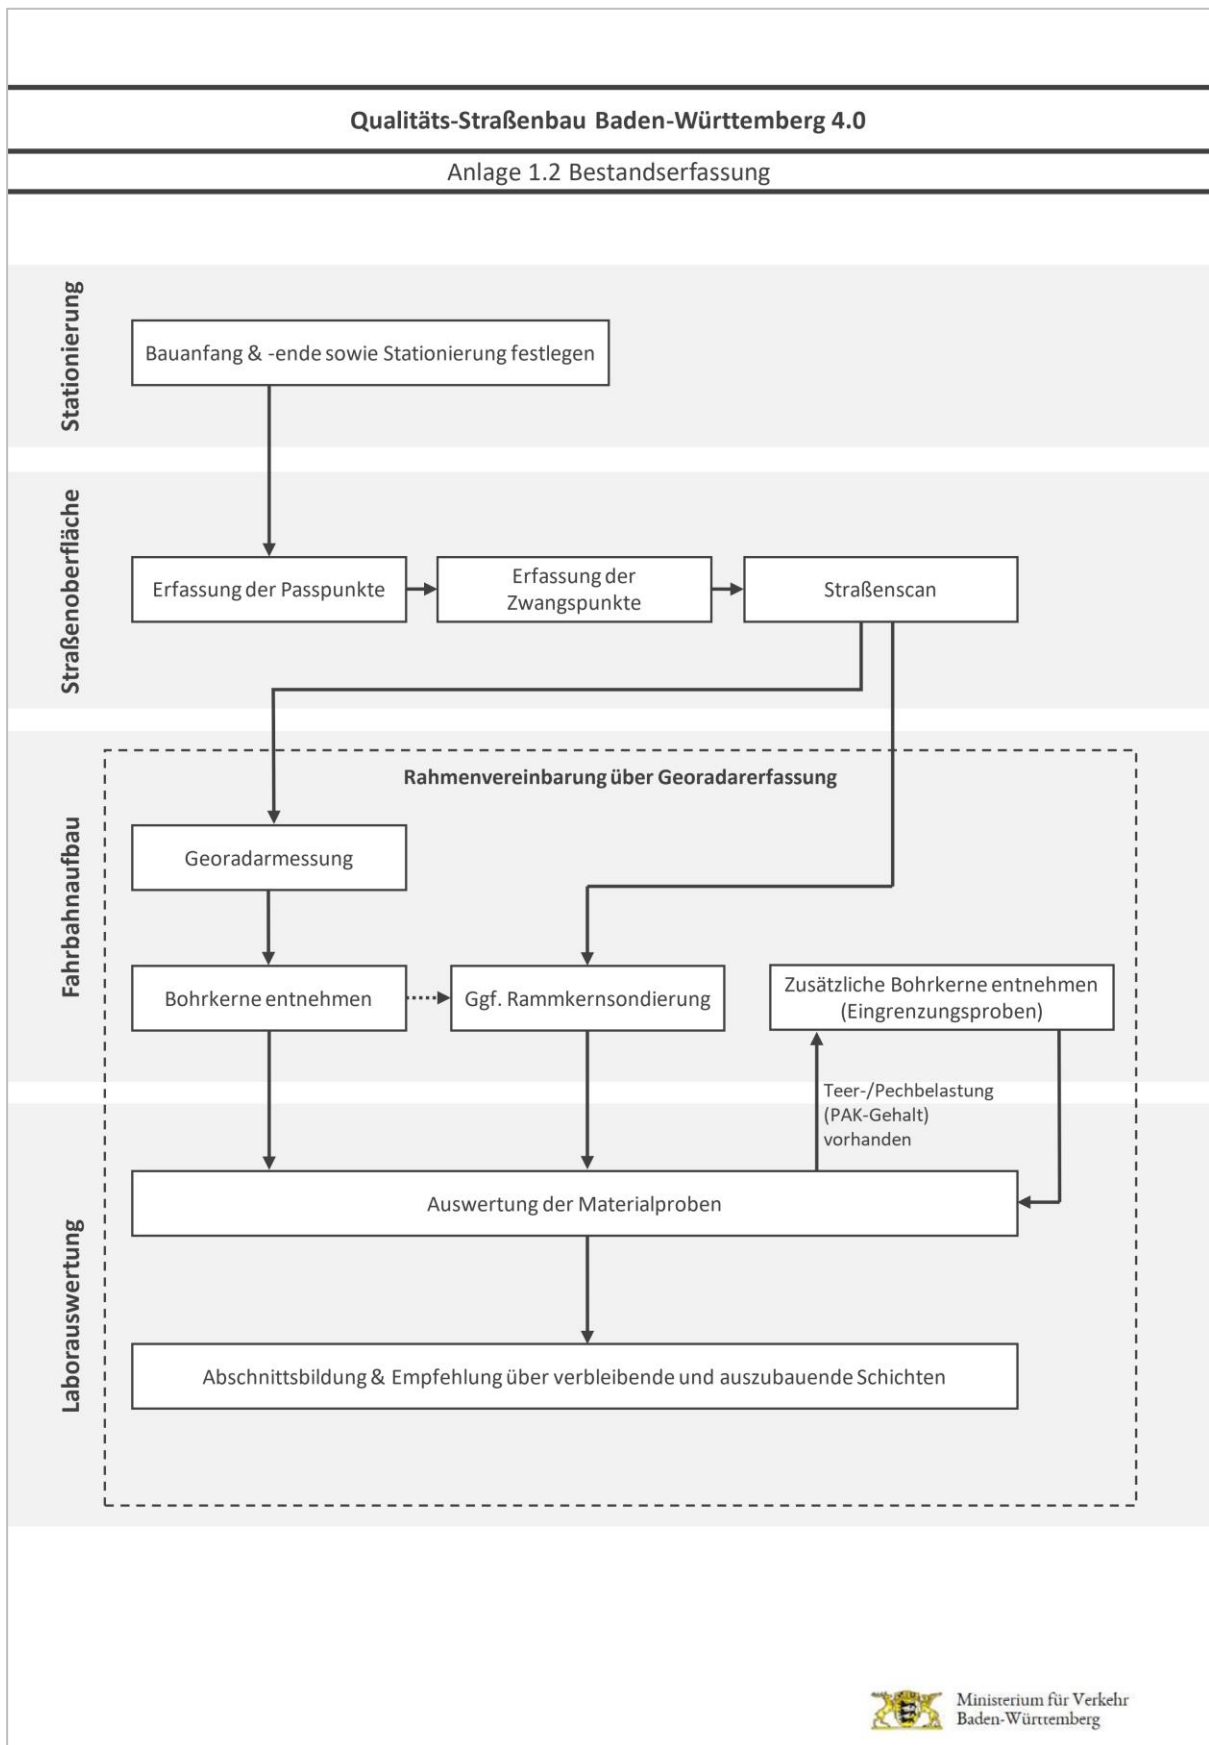 Qualitäts-Straßenbau Baden-Württemberg 4.0
Anlage 1.2 Bestandserfassung
Stationierung
Bauanfang & -ende sowie Stationierung festlegen
Straßenoberfläche
Erfassung der Passpunkte
Erfassung der
Zwangspunkte
Straßenscan
Fahrbahnaufbau
Rahmenvereinbarung über Georadarerfassung
Georadarmessung
Bohrkerne entnehmen
Ggf. Rammkernsondierung
Zusätzliche Bohrkerne entnehmen
(Eingrenzungsproben)
Teer-/Pechbelastung
(PAK-Gehalt)
vorhanden
Laborauswertung
Auswertung der Materialproben
Abschnittsbildung & Empfehlung über verbleibende und auszubauende Schichten
Ministerium für Verkehr
Baden-Württemberg